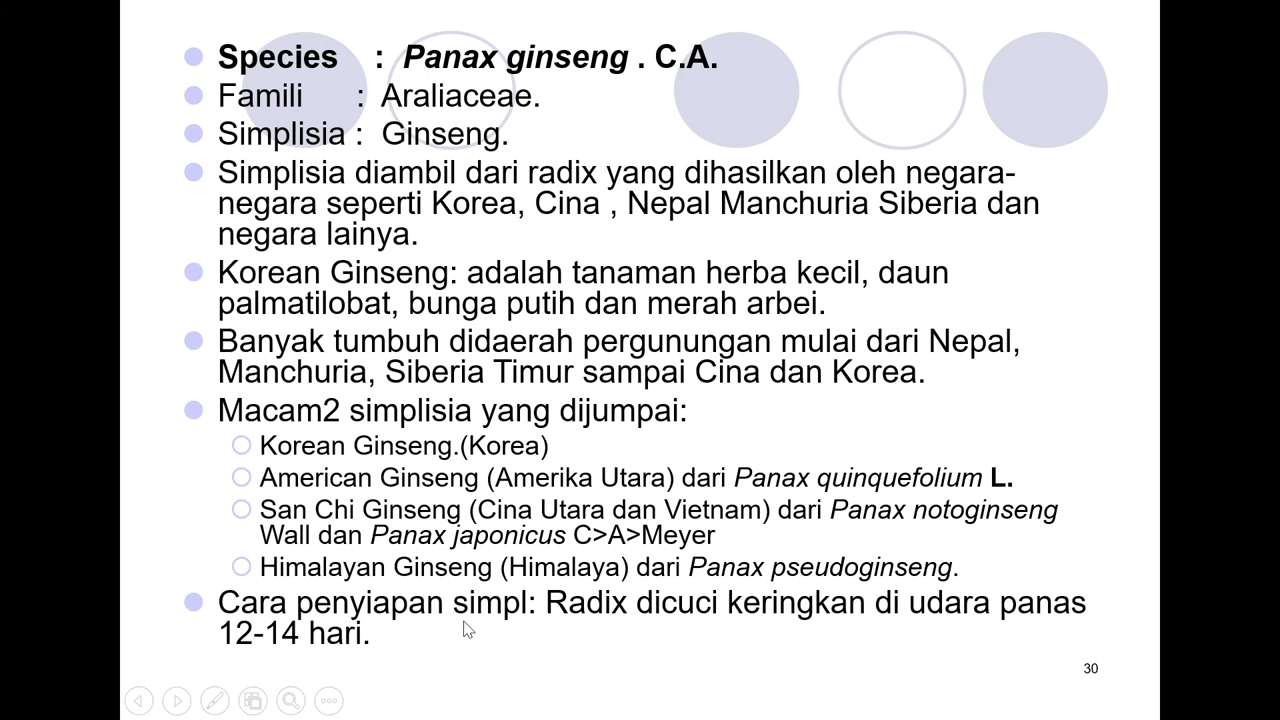 Species : Panax ginseng . C.A.
Famili : Araliaceae.
Simplisia : Ginseng.
Simplisia diambil dari radix yang dihasilkan oleh negara-
negara seperti Korea, Cina , Nepal Manchuria Siberia dan
negara lainya.
Korean Ginseng: adalah tanaman herba kecil, daun
palmatilobat, bunga putih dan merah arbei.
Banyak tumbuh didaerah pergunungan mulai dari Nepal,
Manchuria, Siberia Timur sampai Cina dan Korea.
Macam2 simplisia yang dijumpai:
Korean Ginseng.(Korea)
American Ginseng (Amerika Utara) dari Panax quinquefolium L.
San Chi Ginseng (Cina Utara dan Vietnam) dari Panax notoginseng
Wall dan Panax japonicus C>A>Meyer
Himalayan Ginseng (Himalaya) dari Panax pseudoginseng.
Cara penyiapan simpl: Radix dicuci keringkan di udara panas
12-14 hari.
30